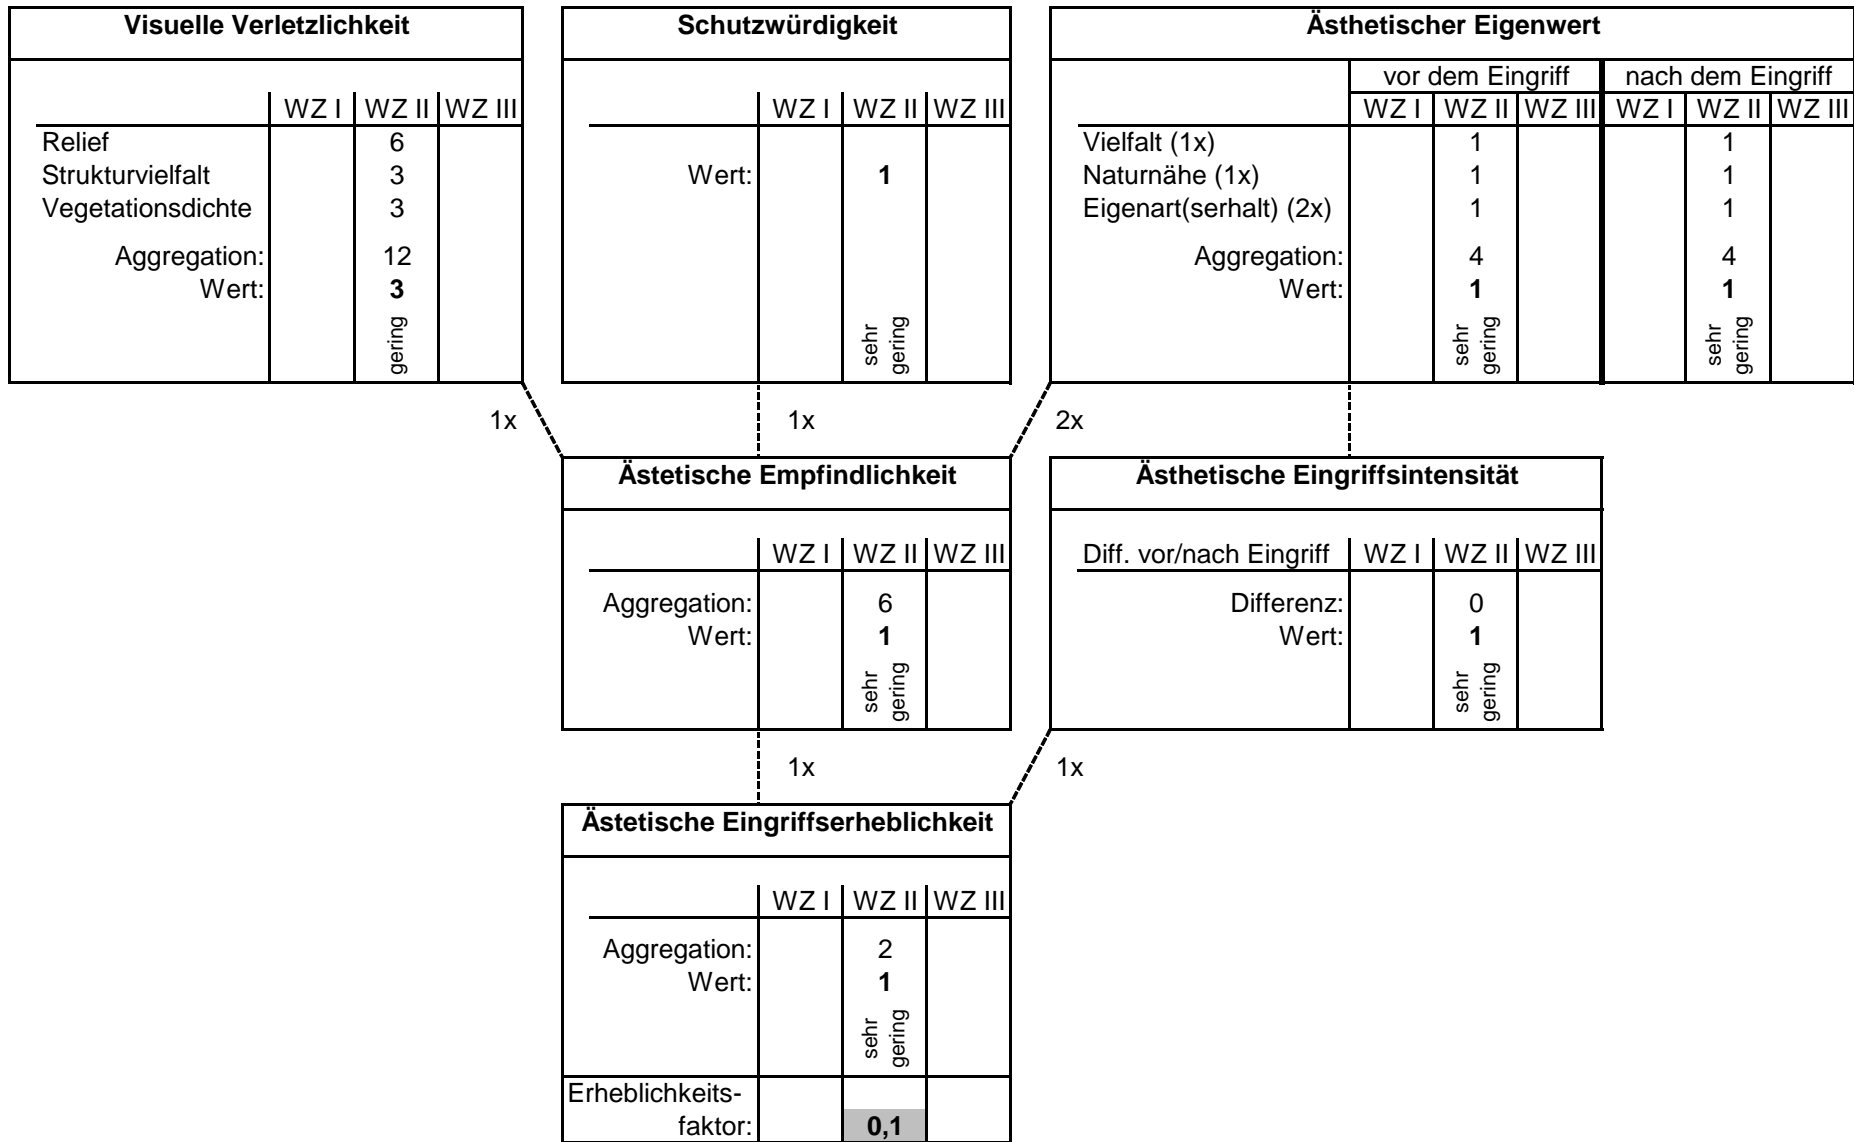 Visuelle Verletzlichkeit
WZ I WZ II WZ III
Relief 6
Strukturvielfalt 3
Vegetationsdichte 3
Aggregation: 12
Wert: 3
gering
Schutzwürdigkeit
WZ I WZ II WZ III
Wert: 1
sehr
gering
Ästhetischer Eigenwert
vor dem Eingriff nach dem Eingriff
WZ I WZ II WZ III WZ I WZ II WZ III
Vielfalt (1x) 1 1
Naturnähe (1x) 1 1
Eigenart(serhalt) (2x) 1 1
Aggregation: 4 4
Wert: 1 1
sehr
gering
sehr
gering
1x 1x 2x
Ästetische Empfindlichkeit
WZ I WZ II WZ III
Aggregation: 6
Wert: 1
sehr
gering
Ästhetische Eingriffsintensität
Diff. vor/nach Eingriff WZ I WZ II WZ III
Differenz: 0
Wert: 1
sehr
gering
1x 1x
Ästetische Eingriffserheblichkeit
WZ I WZ II WZ III
Aggregation: 2
Wert: 1
sehr
gering
Erheblichkeits-
faktor: 0,1